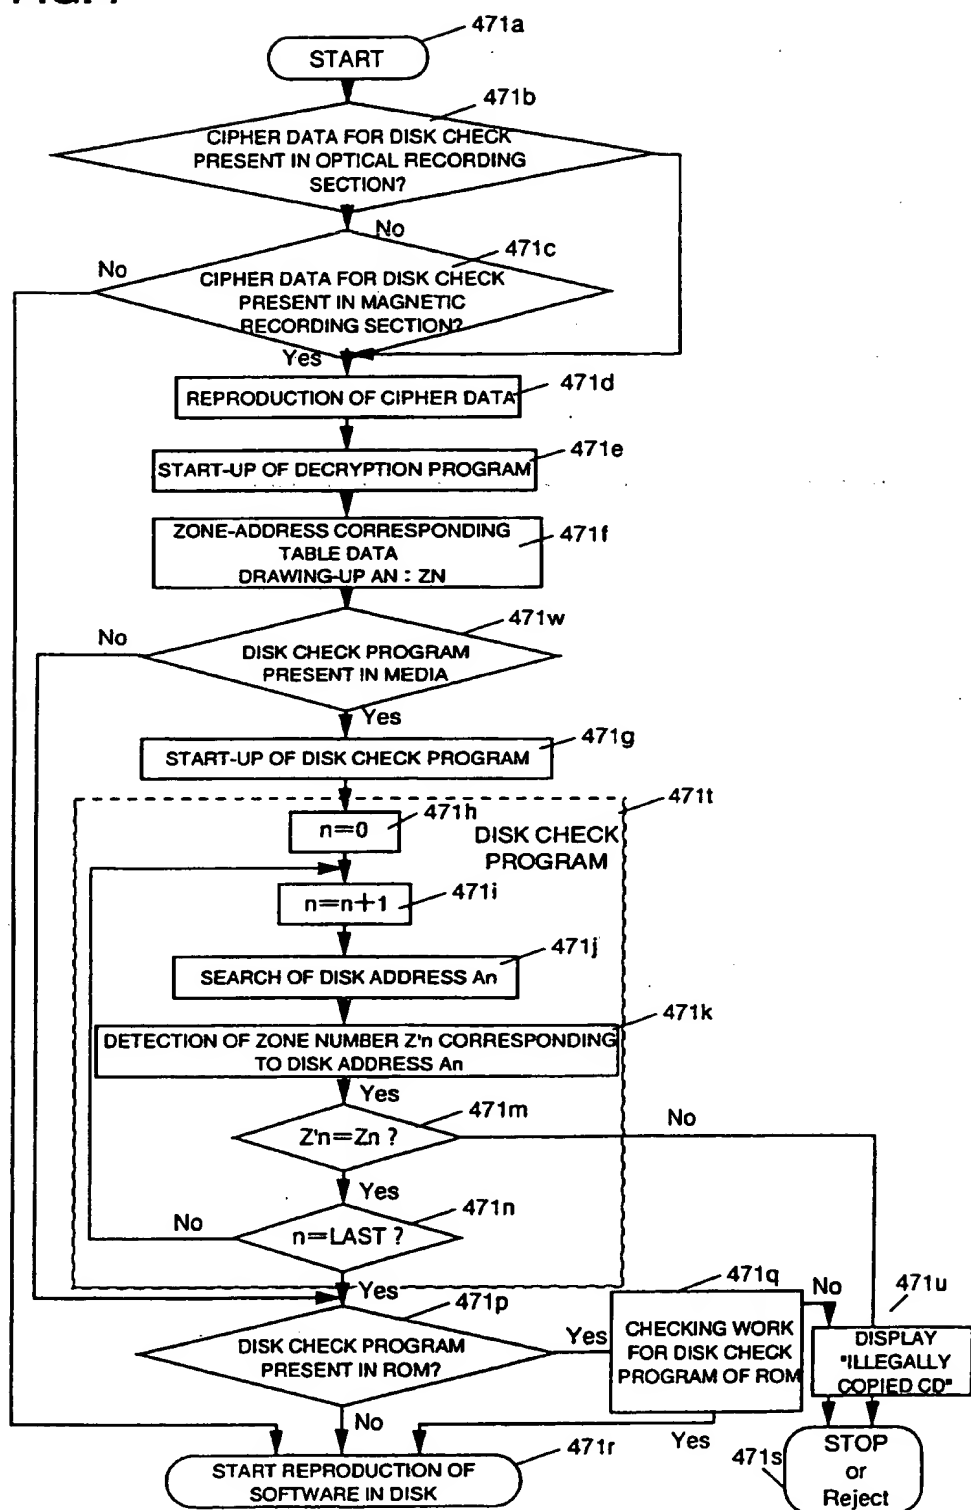 471a
START
471b
CIPHER DATA FOR DISK CHECK
PRESENT IN OPTICAL RECORDING
SECTION?
No
471c
No
CIPHER DATA FOR DISK CHECK
PRESENT IN MAGNETIC
RECORDING SECTION?
Yes
471d
REPRODUCTION OF CIPHER DATA
471e
START-UP OF DECRYPTION PROGRAM
ZONE-ADDRESS CORRESPONDING
TABLE DATA
DRAWING-UP AN : ZN
471f
471w
No
DISK CHECK PROGRAM
PRESENT IN MEDIA
Yes
471g
START-UP OF DISK CHECK PROGRAM
471t
471h
n=0
DISK CHECK
PROGRAM
471i
n=n+1
471j
SEARCH OF DISK ADDRESS An
471k
DETECTION OF ZONE NUMBER Z'n CORRESPONDING
TO DISK ADDRESS An
Yes
471m
Z'n=Zn ?
No
Yes
471n
No
n=LAST ?
Yes
471p
DISK CHECK PROGRAM
PRESENT IN ROM?
Yes
471q
CHECKING WORK
FOR DISK CHECK
PROGRAM OF ROM
No
471u
DISPLAY
"ILLEGALLY
COPIED CD"
No
Yes
471r
START REPRODUCTION OF
SOFTWARE IN DISK
471s
STOP
or
Reject